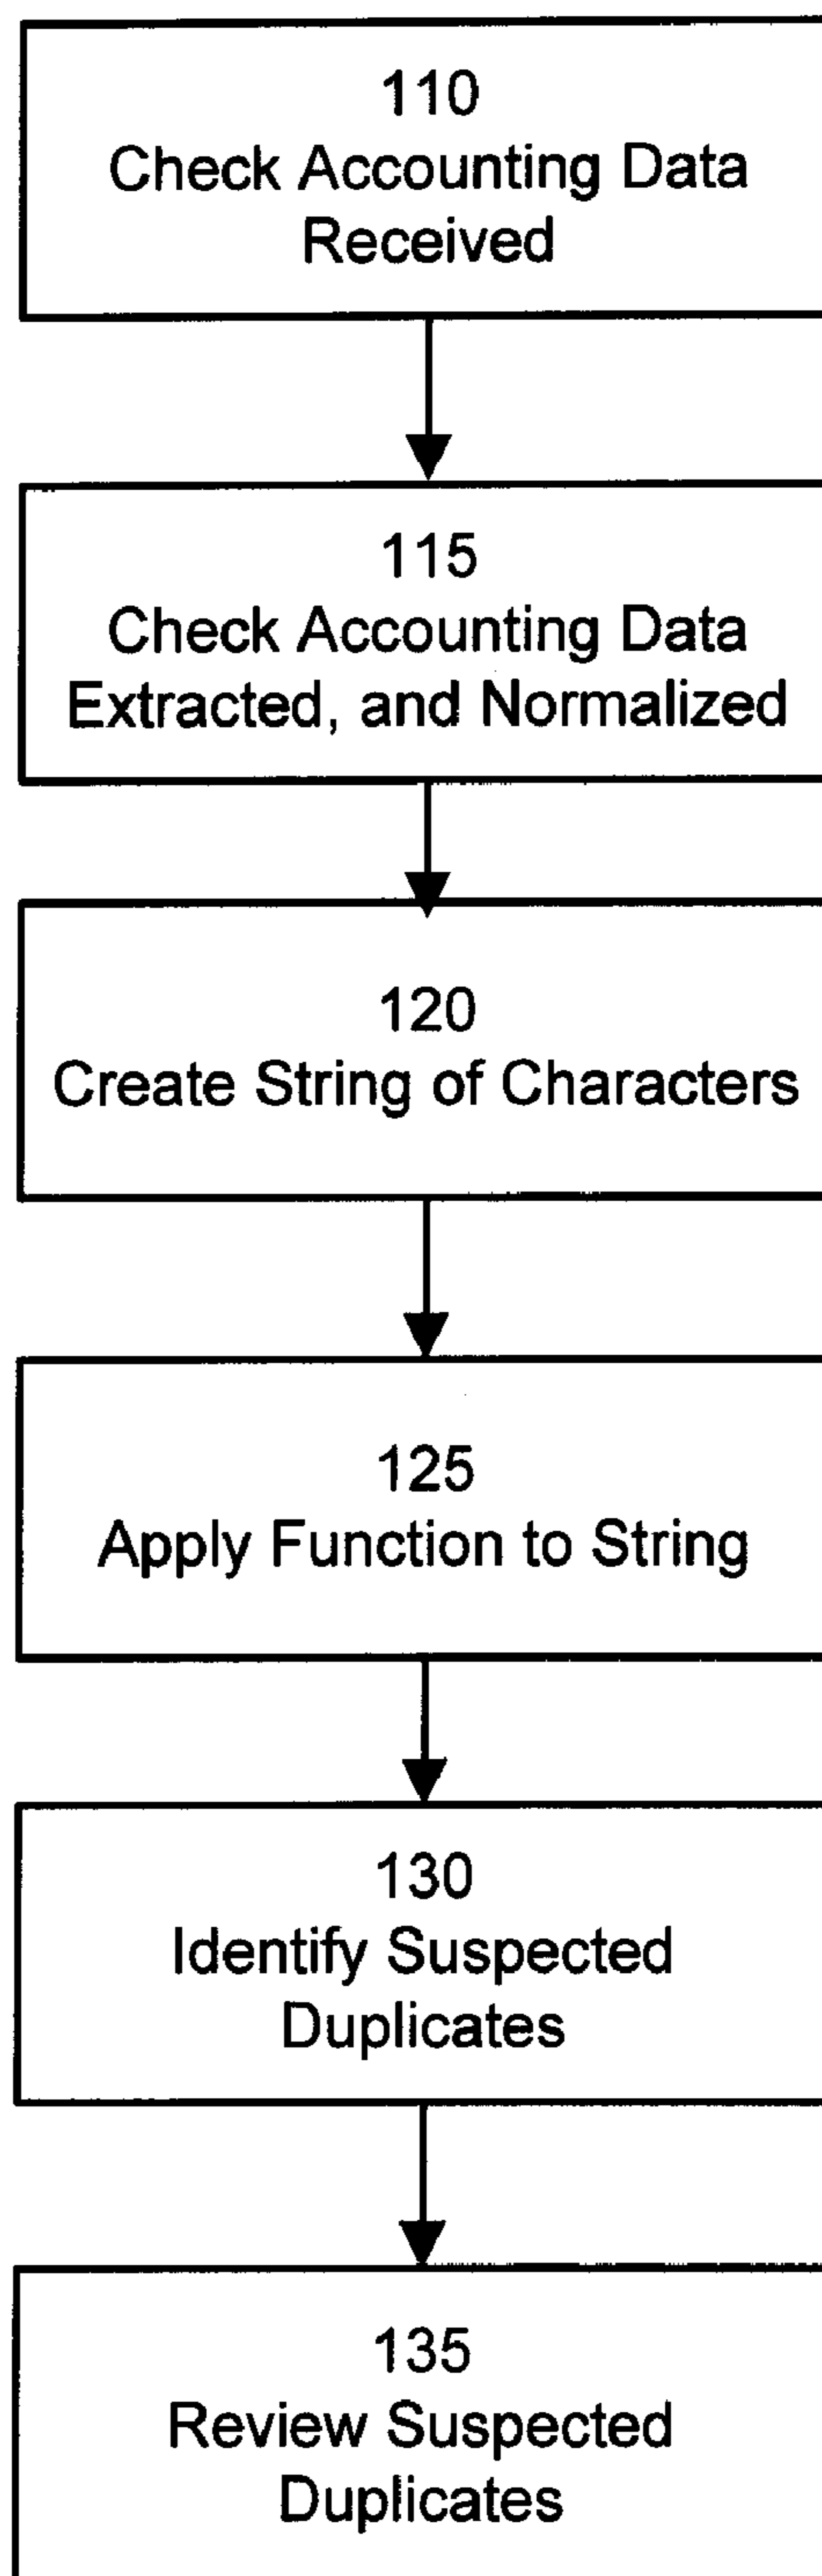 110
Check Accounting Data
Received
115
Check Accounting Data
Extracted, and Normalized
120
Create String of Characters
125
Apply Function to String
130
Identify Suspected
Duplicates
135
Review Suspected
Duplicates